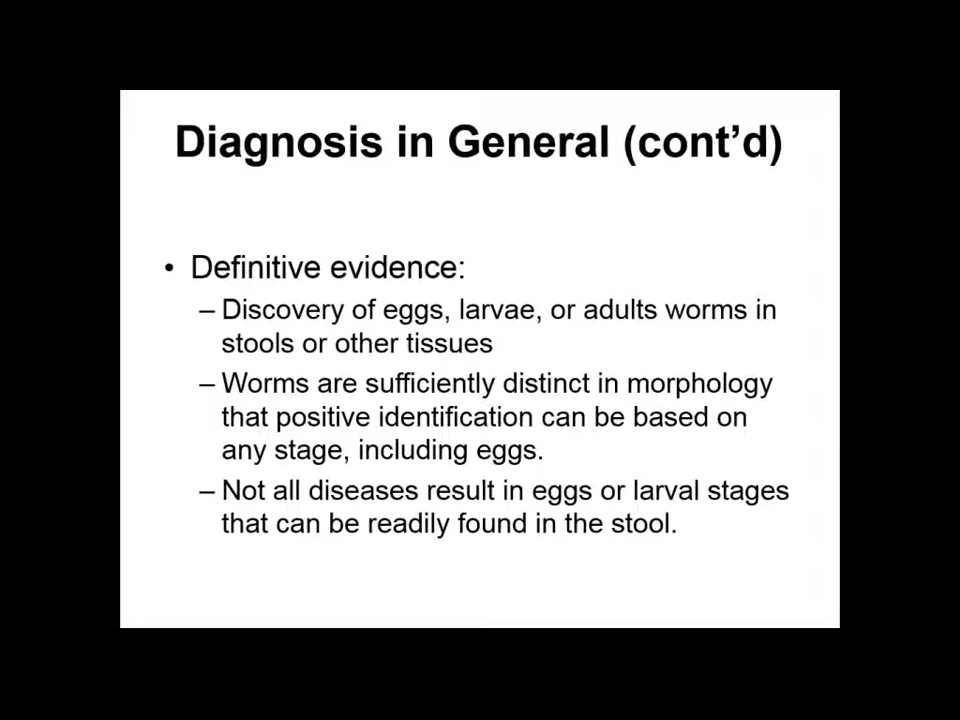 Diagnosis in General (cont’d)
• Definitive evidence:
– Discovery of eggs, larvae, or adults worms in
stools or other tissues
– Worms are sufficiently distinct in morphology
that positive identification can be based on
any stage, including eggs.
– Not all diseases result in eggs or larval stages
that can be readily found in the stool.